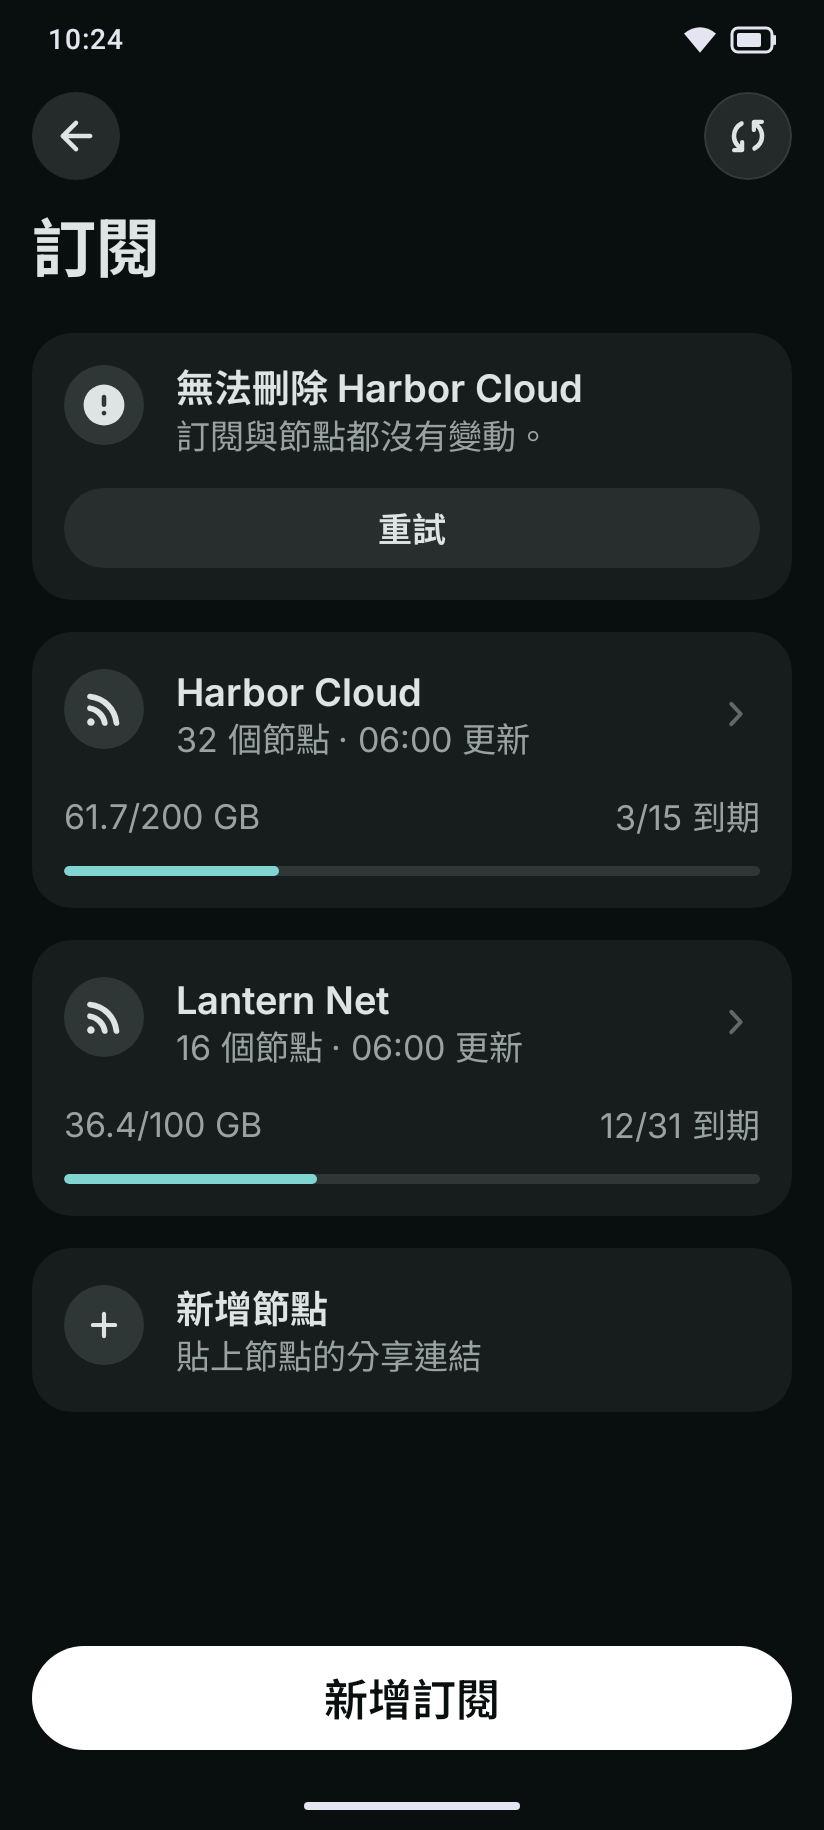 10:24
訂閱
無法刪除 Harbor Cloud
訂閱與節點都沒有變動。
重試
Harbor Cloud
32 個節點 · 06:00 更新
61.7/200 GB
3/15 到期
Lantern Net
16 個節點 · 06:00 更新
36.4/100 GB
12/31 到期
新增節點
貼上節點的分享連結
新增訂閱